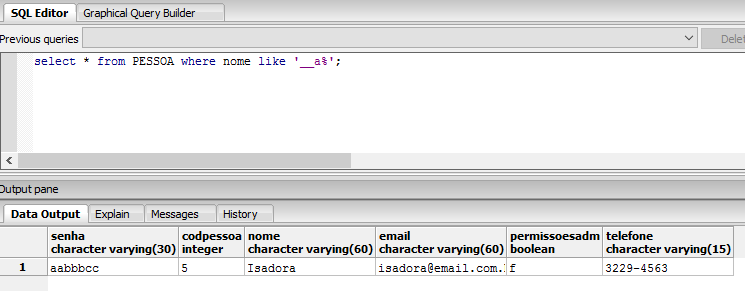 SQL Editor Graphical Query Builder
Previous queries Delet
select * from PESSOA where nome like '__a%';
Output pane
Data Output Explain Messages History
senha codpessoa nome email permissoesadm telefone
character varying(30) integer character varying(60) character varying(60) boolean character varying(15)
1 aabbbcc 5 Isadora isadora@email.com. f 3229-4563